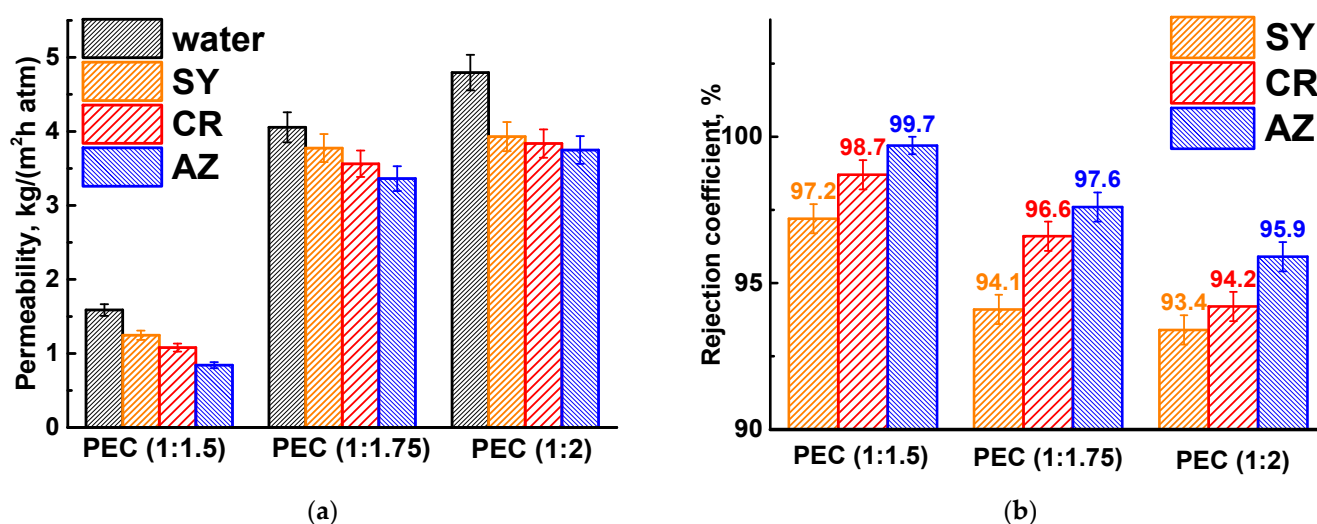 Permeability, kg/(m²h atm)
5
4
3
2
1
0
water
SY
CR
AZ
PEC (1:1.5)
PEC (1:1.75)
PEC (1:2)
(a)
Rejection coefficient, %
100
95
90
SY
CR
AZ
97.2
98.7
99.7
94.1
96.6
97.6
93.4
94.2
95.9
PEC (1:1.5)
PEC (1:1.75)
PEC (1:2)
(b)